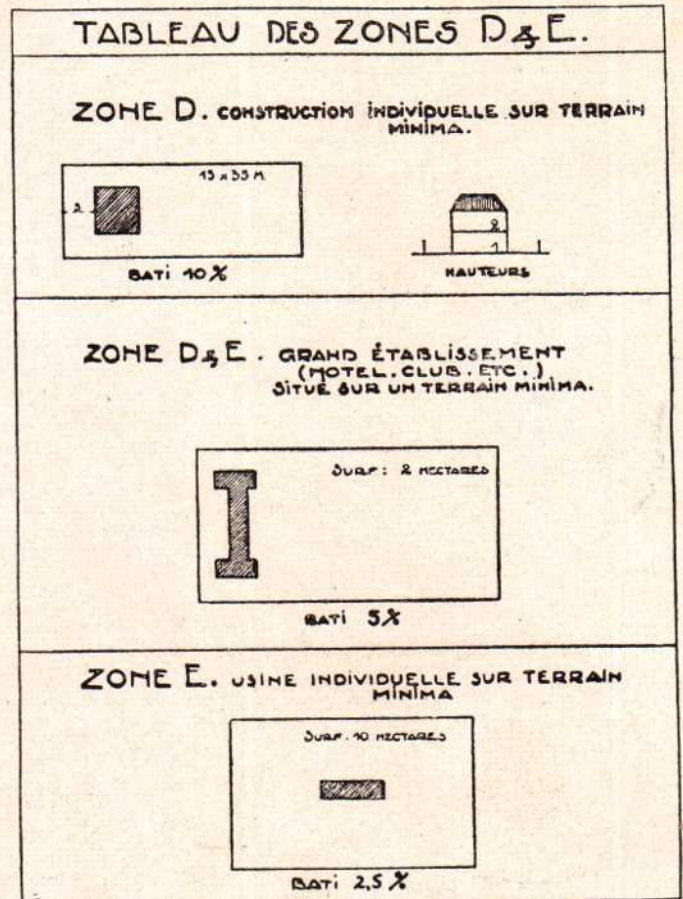 TABLEAU DES ZONES D & E.
ZONE D. CONSTRUCTION INDIVIDUELLE SUR TERRAIN
MINIMA.
15 x 35 M.
2
1
BATI 10 %
HAUTEURS
ZONE D & E. GRAND ÉTABLISSEMENT
(HOTEL. CLUB. ETC.)
SITUÉ SUR UN TERRAIN MINIMA.
SURF: 2 HECTARES
BATI 5%
ZONE E. USINE INDIVIDUELLE SUR TERRAIN
MINIMA
SURF. 10 HECTARES
BATI 2,5 %